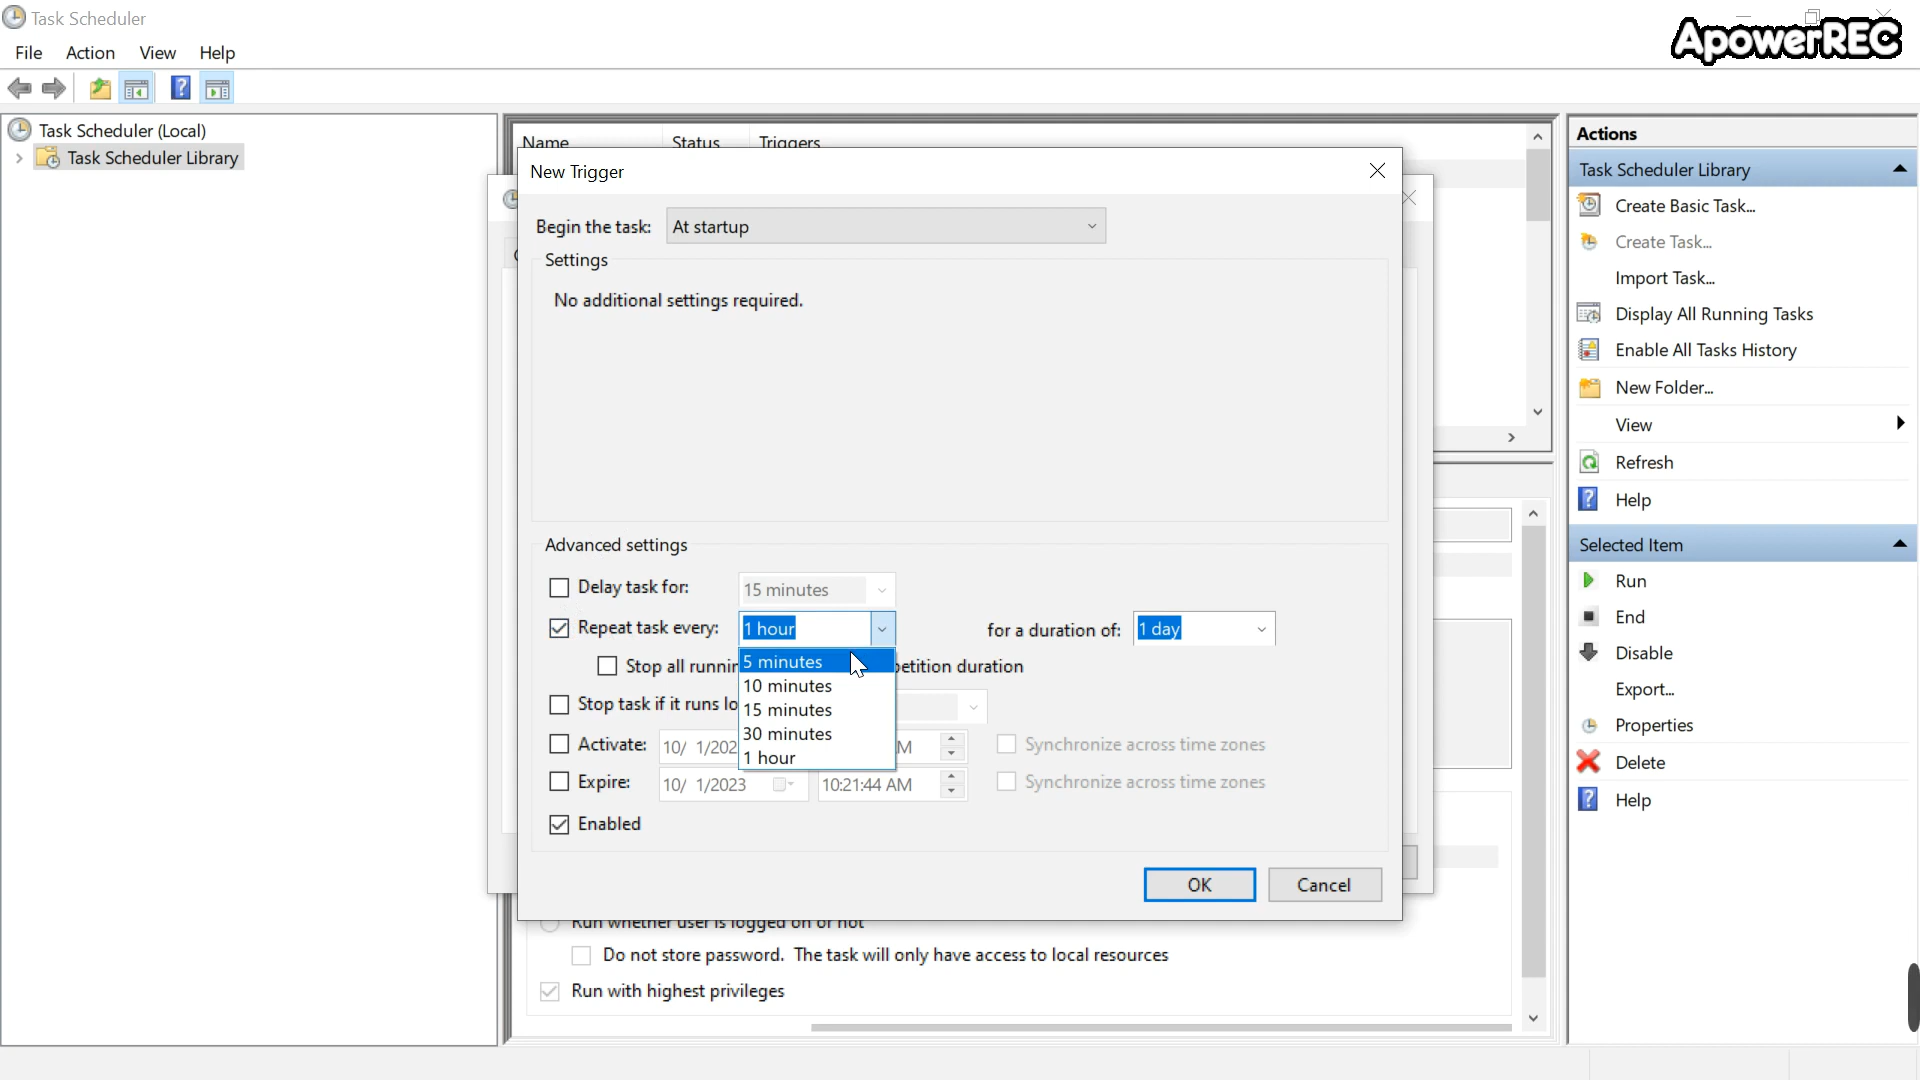 Task Scheduler
ApowerREC
File Action View Help
Task Scheduler (Local)
Task Scheduler Library
Name Status Triggers
New Trigger
Begin the task: At startup
Settings
No additional settings required.
Advanced settings
Delay task for: 15 minutes
Repeat task every: 1 hour for a duration of: 1 day
5 minutes
Stop all runnin petition duration
10 minutes
Stop task if it runs lo
15 minutes
30 minutes
Activate: 10/ 1/202 M Synchronize across time zones
1 hour
Expire: 10/ 1/2023 10:21:44 AM Synchronize across time zones
Enabled
OK Cancel
Run whether user is logged on or not
Do not store password. The task will only have access to local resources
Run with highest privileges
Actions
Task Scheduler Library
Create Basic Task...
Create Task...
Import Task...
Display All Running Tasks
Enable All Tasks History
New Folder...
View
Refresh
Help
Selected Item
Run
End
Disable
Export...
Properties
Delete
Help